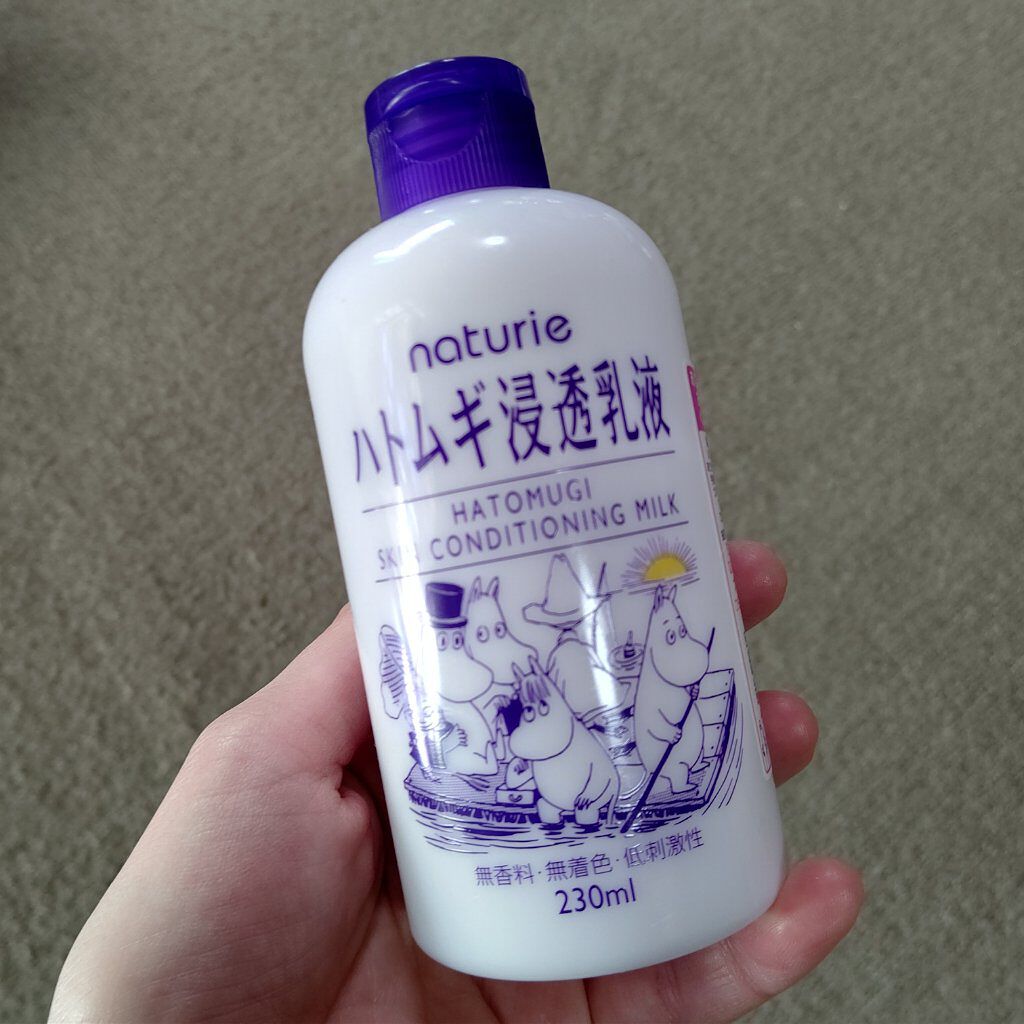 naturie
ハトムギ浸透乳液
HATOMUGI
SKIN CONDITIONING MILK
無香料・無着色・低刺激性
230ml